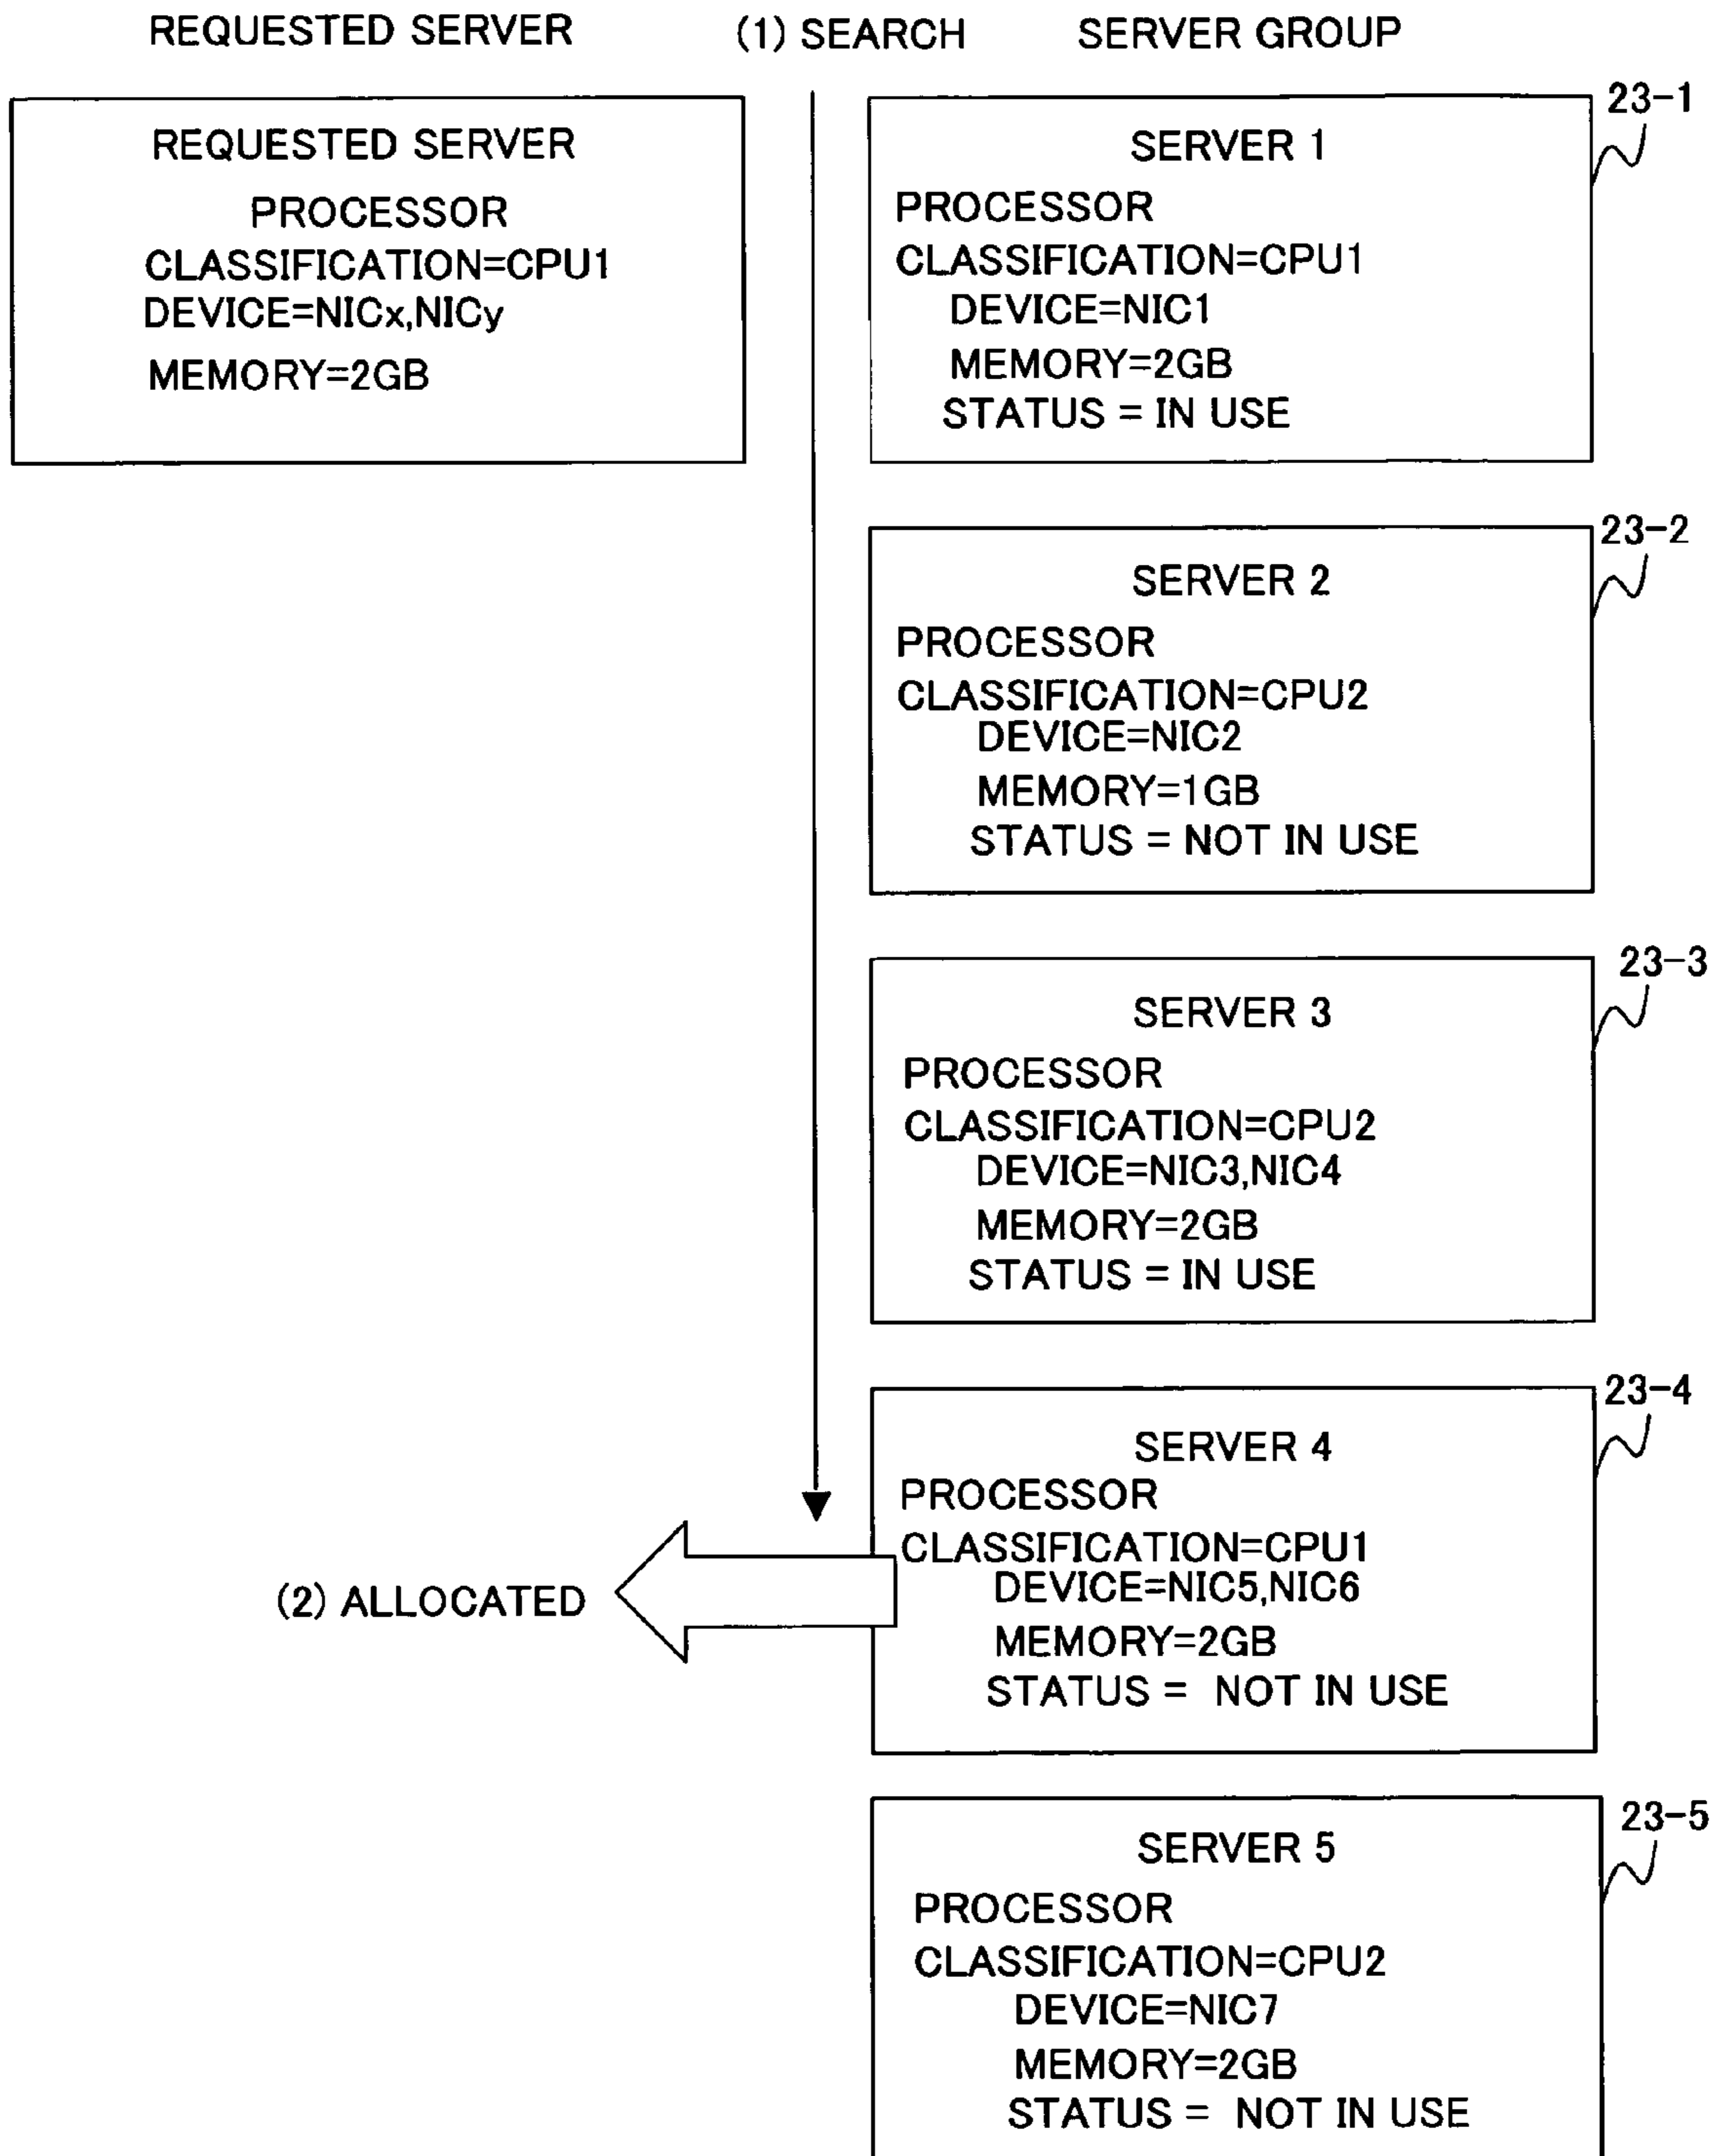 REQUESTED SERVER
(1) SEARCH
SERVER GROUP
REQUESTED SERVER
PROCESSOR
CLASSIFICATION=CPU1
DEVICE=NICx,NICy
MEMORY=2GB
23-1
SERVER 1
PROCESSOR
CLASSIFICATION=CPU1
DEVICE=NIC1
MEMORY=2GB
STATUS = IN USE
23-2
SERVER 2
PROCESSOR
CLASSIFICATION=CPU2
DEVICE=NIC2
MEMORY=1GB
STATUS = NOT IN USE
23-3
SERVER 3
PROCESSOR
CLASSIFICATION=CPU2
DEVICE=NIC3,NIC4
MEMORY=2GB
STATUS = IN USE
23-4
SERVER 4
PROCESSOR
CLASSIFICATION=CPU1
DEVICE=NIC5,NIC6
MEMORY=2GB
STATUS = NOT IN USE
(2) ALLOCATED
23-5
SERVER 5
PROCESSOR
CLASSIFICATION=CPU2
DEVICE=NIC7
MEMORY=2GB
STATUS = NOT IN USE